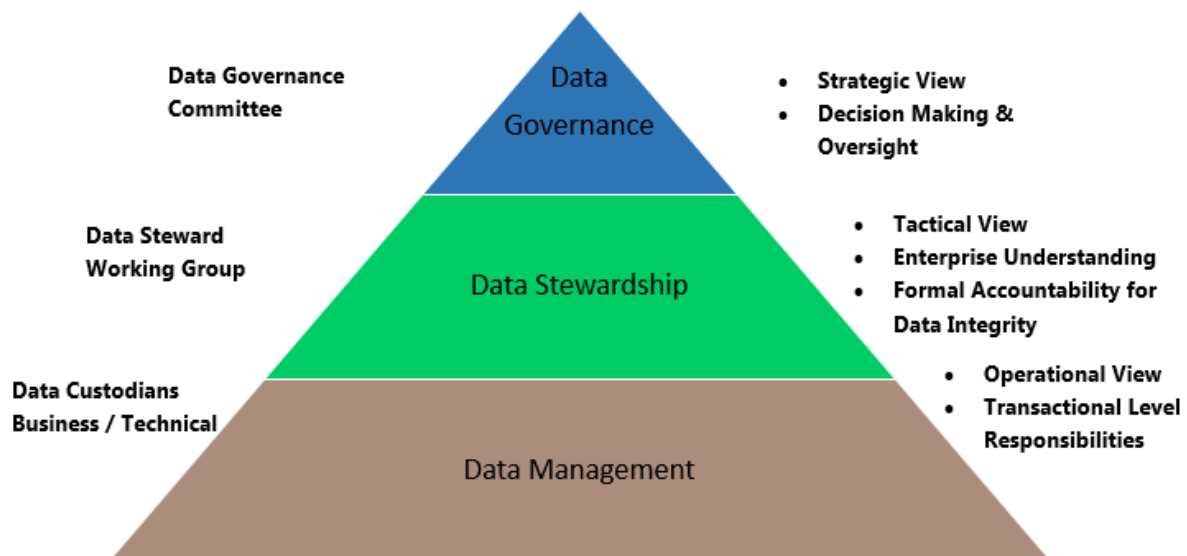 Data Governance
Committee
Data
Governance
• Strategic View
• Decision Making &
Oversight
Data Steward
Working Group
Data Stewardship
• Tactical View
• Enterprise Understanding
• Formal Accountability for
Data Integrity
Data Custodians
Business / Technical
Data Management
• Operational View
• Transactional Level
Responsibilities